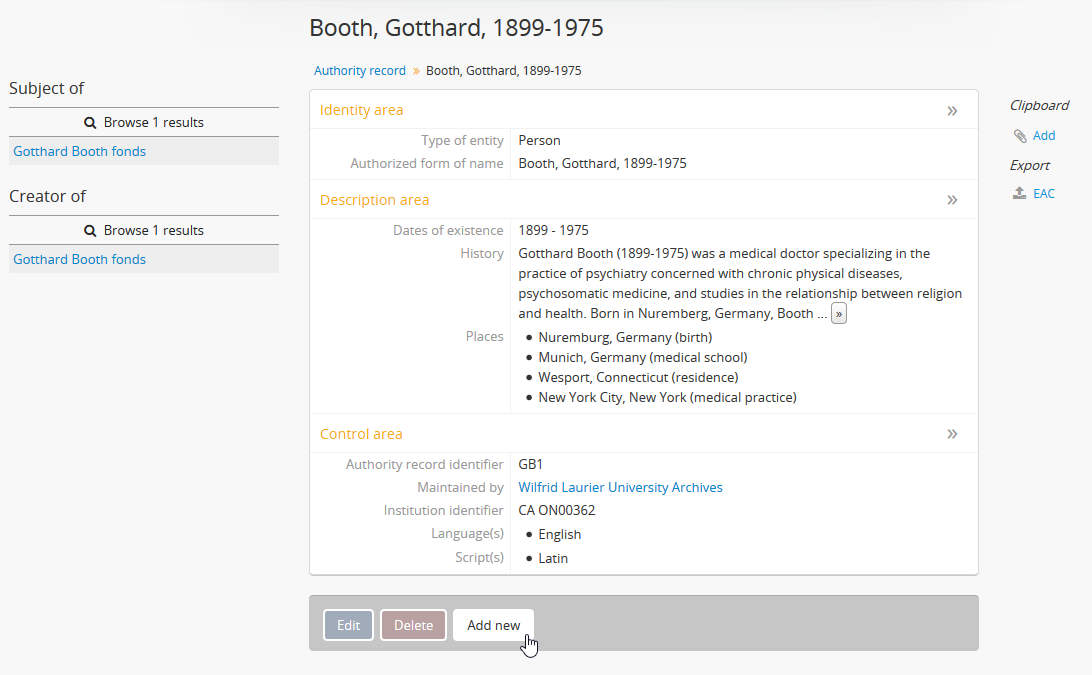 Booth, Gotthard, 1899-1975
Authority record » Booth, Gotthard, 1899-1975
Subject of
Browse 1 results
Gotthard Booth fonds
Creator of
Browse 1 results
Gotthard Booth fonds
Identity area »
Type of entity Person
Authorized form of name Booth, Gotthard, 1899-1975
Description area »
Dates of existence 1899 - 1975
History Gotthard Booth (1899-1975) was a medical doctor specializing in the
practice of psychiatry concerned with chronic physical diseases,
psychosomatic medicine, and studies in the relationship between religion
and health. Born in Nuremberg, Germany, Booth ... »
Places • Nuremburg, Germany (birth)
• Munich, Germany (medical school)
• Wesport, Connecticut (residence)
• New York City, New York (medical practice)
Control area »
Authority record identifier GB1
Maintained by Wilfrid Laurier University Archives
Institution identifier CA ON00362
Language(s) • English
Script(s) • Latin
Edit Delete Add new
Clipboard
Add
Export
EAC